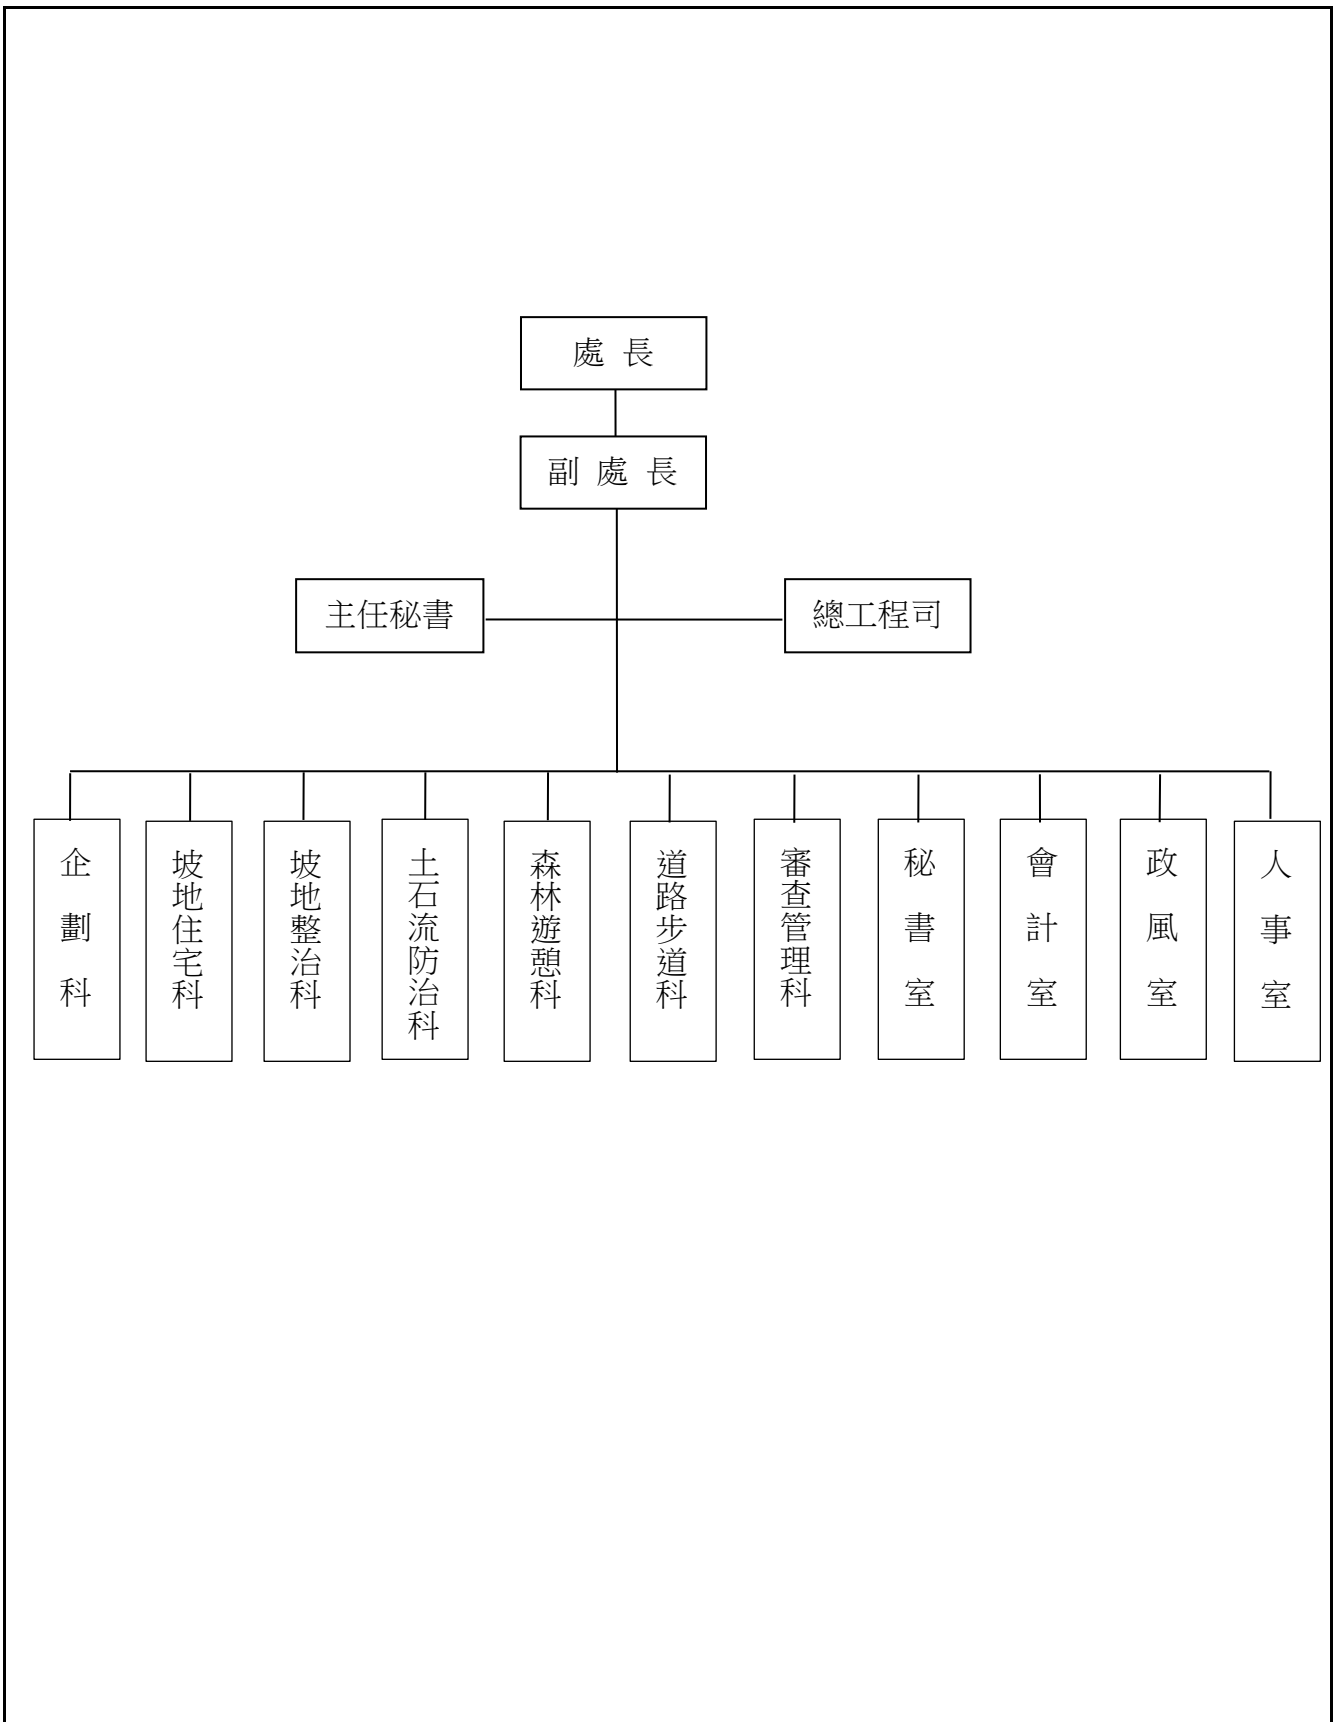 處 長
副 處 長
主任秘書
總工程司
企劃科
坡地住宅科
坡地整治科
土石流防治科
森林遊憩科
道路步道科
審查管理科
秘書室
會計室
政風室
人事室